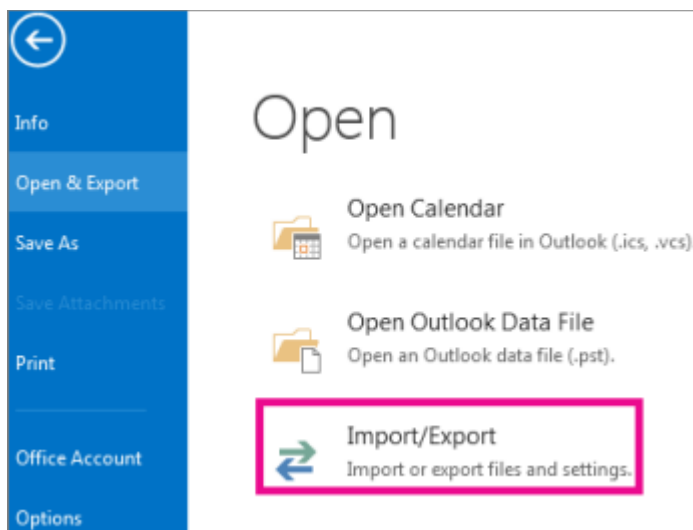 Info
Open & Export
Save As
Save Attachments
Print
Office Account
Options
Open
Open Calendar
Open a calendar file in Outlook (.ics, .vcs)
Open Outlook Data File
Open an Outlook data file (.pst).
Import/Export
Import or export files and settings.